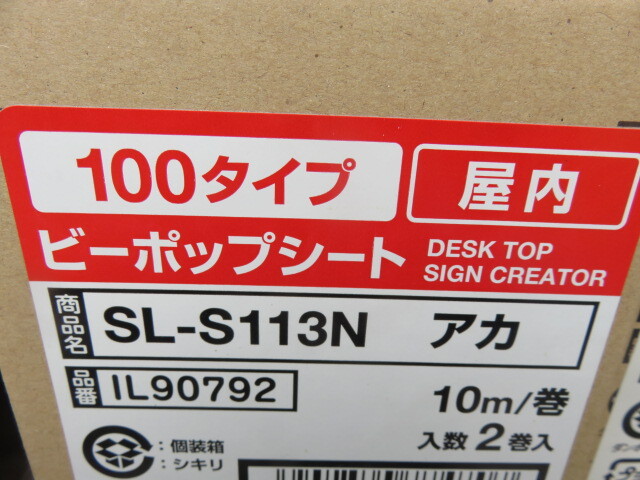 100タイプ 屋内
ビーポップシート DESK TOP
SIGN CREATOR
商品名 SL-S113N アカ
品番 IL90792 10m/巻
：個装箱 入数 2巻入
：シキリ